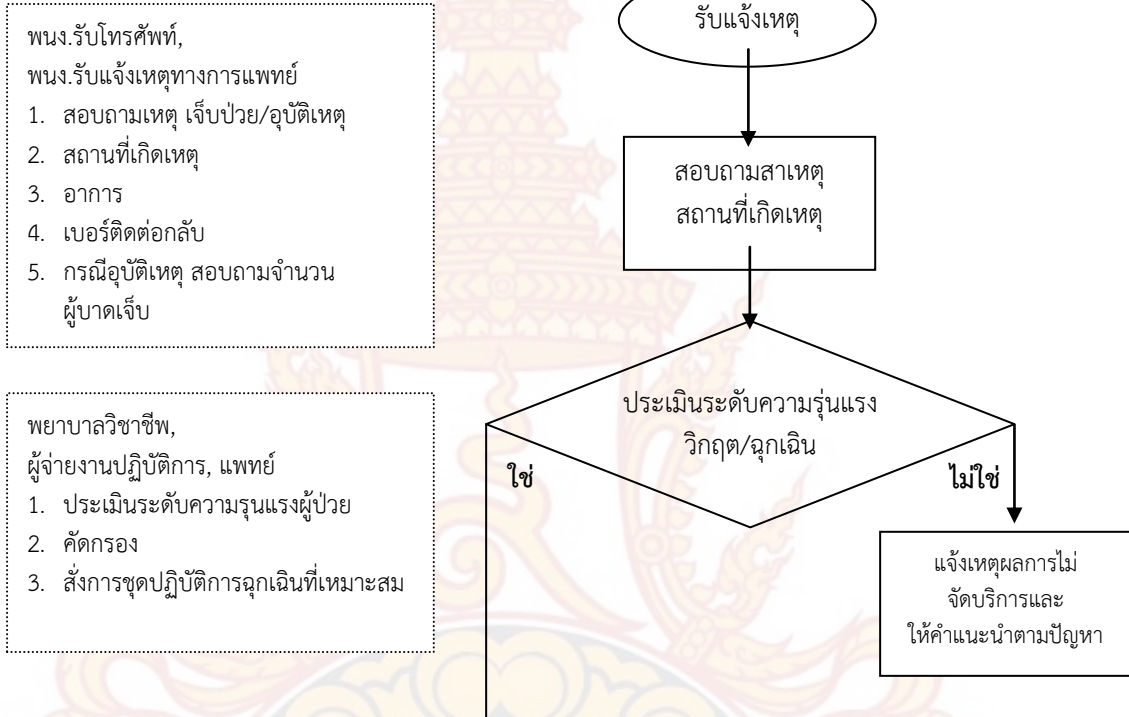 พนง.รับโทรศัพท์,
พนง.รับแจ้งเหตุทางการแพทย์
1. สอบถามเหตุ เจ็บป่วย/อุบัติเหตุ
2. สถานที่เกิดเหตุ
3. อาการ
4. เบอร์ติดต่อกลับ
5. กรณีอุบัติเหตุ สอบถามจำนวน
ผู้บาดเจ็บ
รับแจ้งเหตุ
สอบถามสาเหตุ
สถานที่เกิดเหตุ
พยาบาลวิชาชีพ,
ผู้จ่ายงานปฏิบัติการ, แพทย์
1. ประเมินระดับความรุนแรงผู้ป่วย
2. คัดกรอง
3. สั่งการชุดปฏิบัติการฉุกเฉินที่เหมาะสม
ประเมินระดับความรุ่นแรง
วิกฤต/ฉุกเฉิน
ใช่
ไม่ใช่
แจ้งเหตุผลการไม่
จัดบริการและ
ให้คำแนะนำตามปัญหา